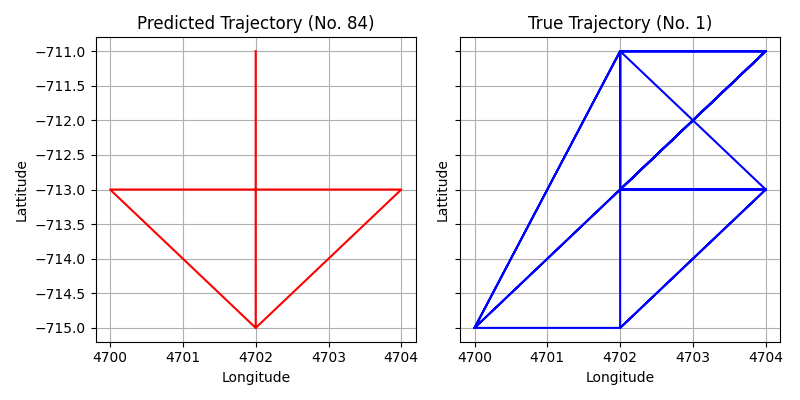 Predicted Trajectory (No. 84)
True Trajectory (No. 1)
−711.0
−711.5
−712.0
−712.5
−713.0
−713.5
−714.0
−714.5
−715.0
Lattitude
Lattitude
4700 4701 4702 4703 4704
4700 4701 4702 4703 4704
Longitude
Longitude